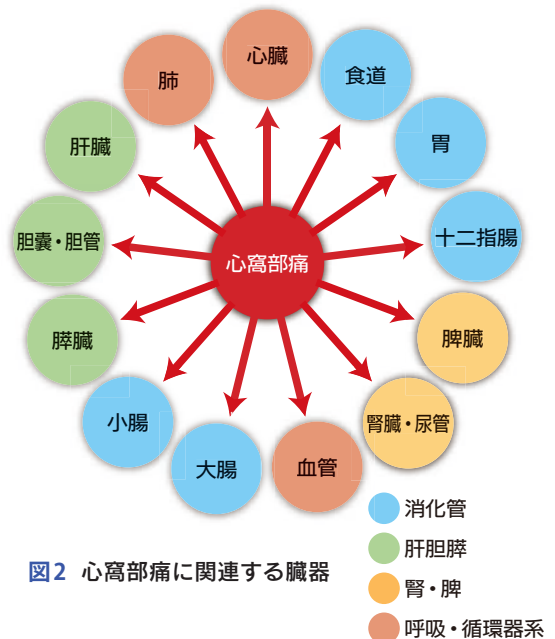 心臓
食道
胃
十二指腸
脾臓
腎臓・尿管
血管
大腸
小腸
膵臓
胆嚢・胆管
肝臓
肺
心窩部痛
消化管
肝胆膵
腎・脾
呼吸・循環器系
図2 心窩部痛に関連する臓器